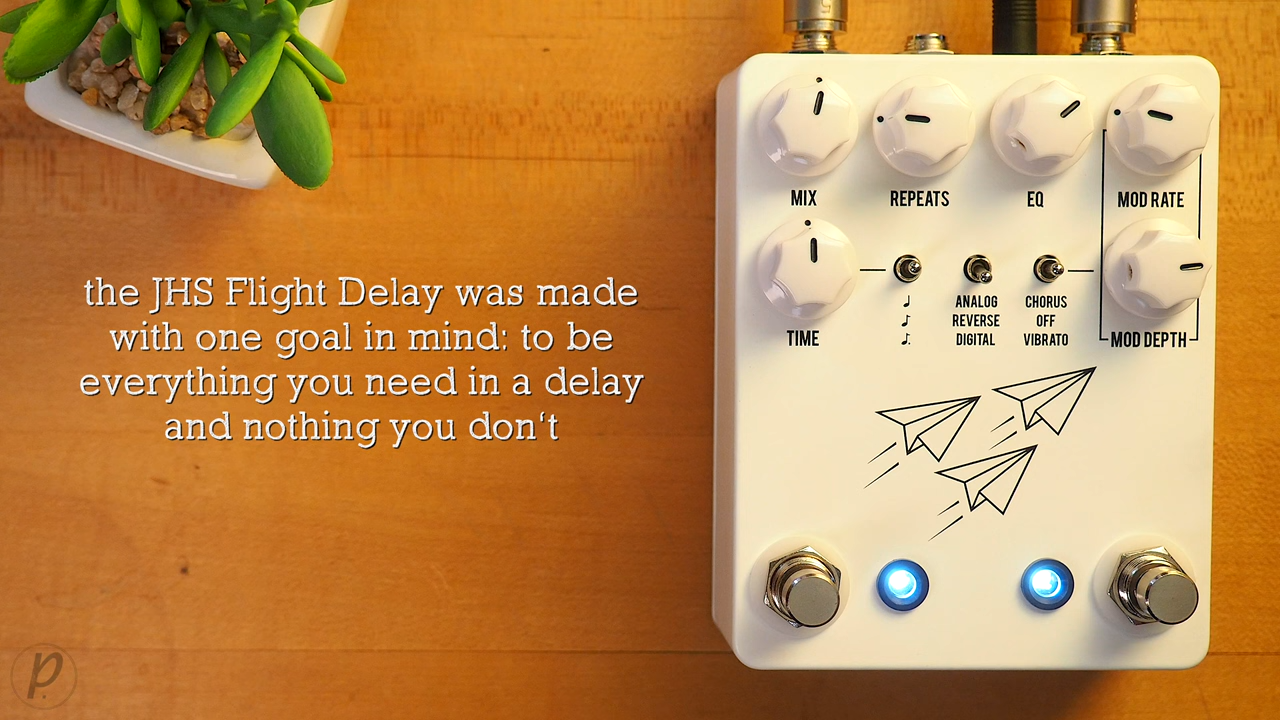 the JHS Flight Delay was made
with one goal in mind: to be
everything you need in a delay
and nothing you don't
MIX
REPEATS
EQ
MOD RATE
TIME
ANALOG
REVERSE
DIGITAL
CHORUS
OFF
VIBRATO
MOD DEPTH
p.